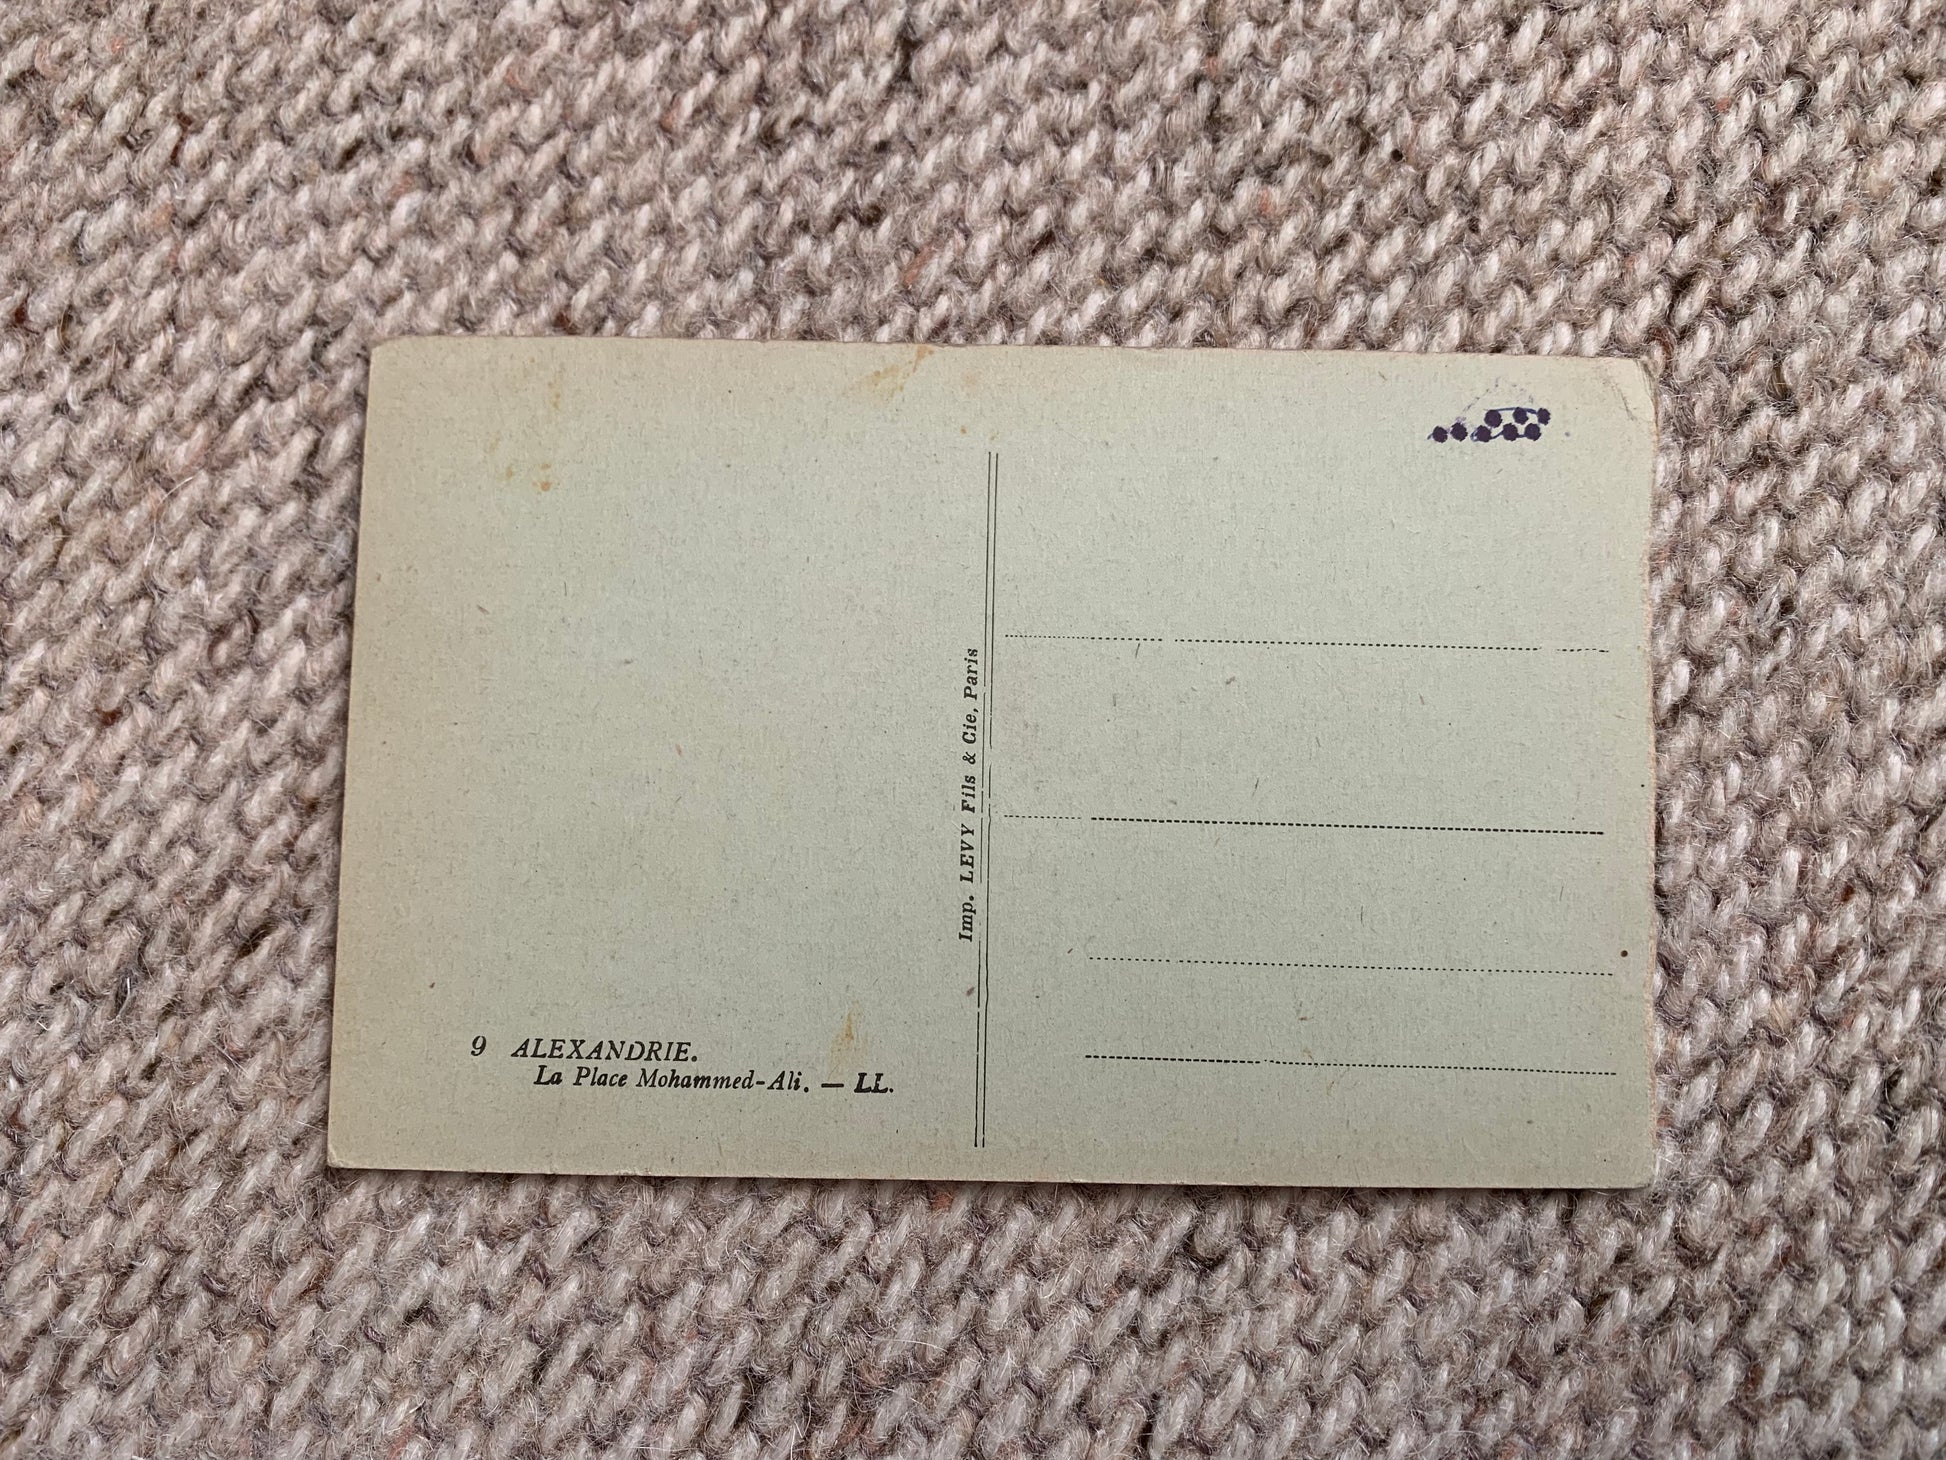 9 ALEXANDRIE.
La Place Mohammed-Ali. — LL.
Imp. LEVY Fils & Cie, Paris